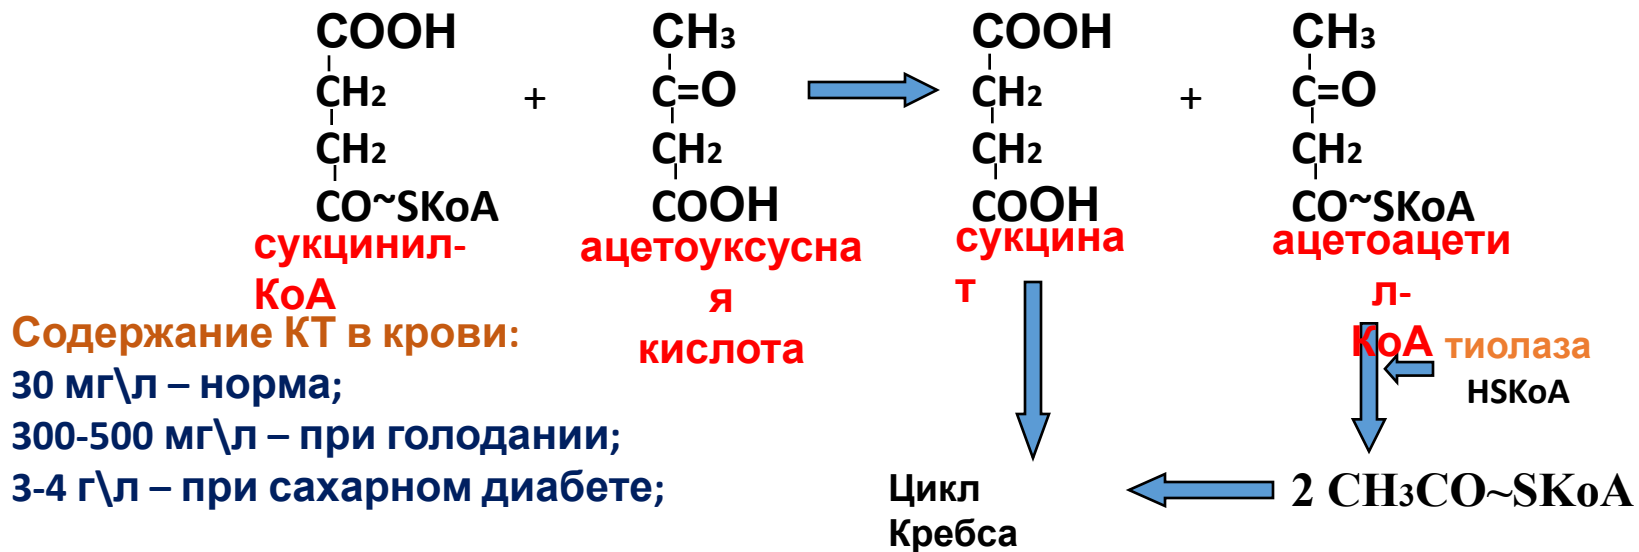 COOH
CH2
CH2
CO~SKoA
сукцинил-
КоА
+
CH3
C=O
CH2
COOH
ацетоуксусна
я
кислота
COOH
CH2
CH2
COOH
сукцина
т
+
CH3
C=O
CH2
CO~SKoA
ацетоацети
л-
КоА
тиолаза
HSKoA
Содержание КТ в крови:
30 мг\л – норма;
300-500 мг\л – при голодании;
3-4 г\л – при сахарном диабете;
Цикл
Кребса
2 CH3CO~SKoA